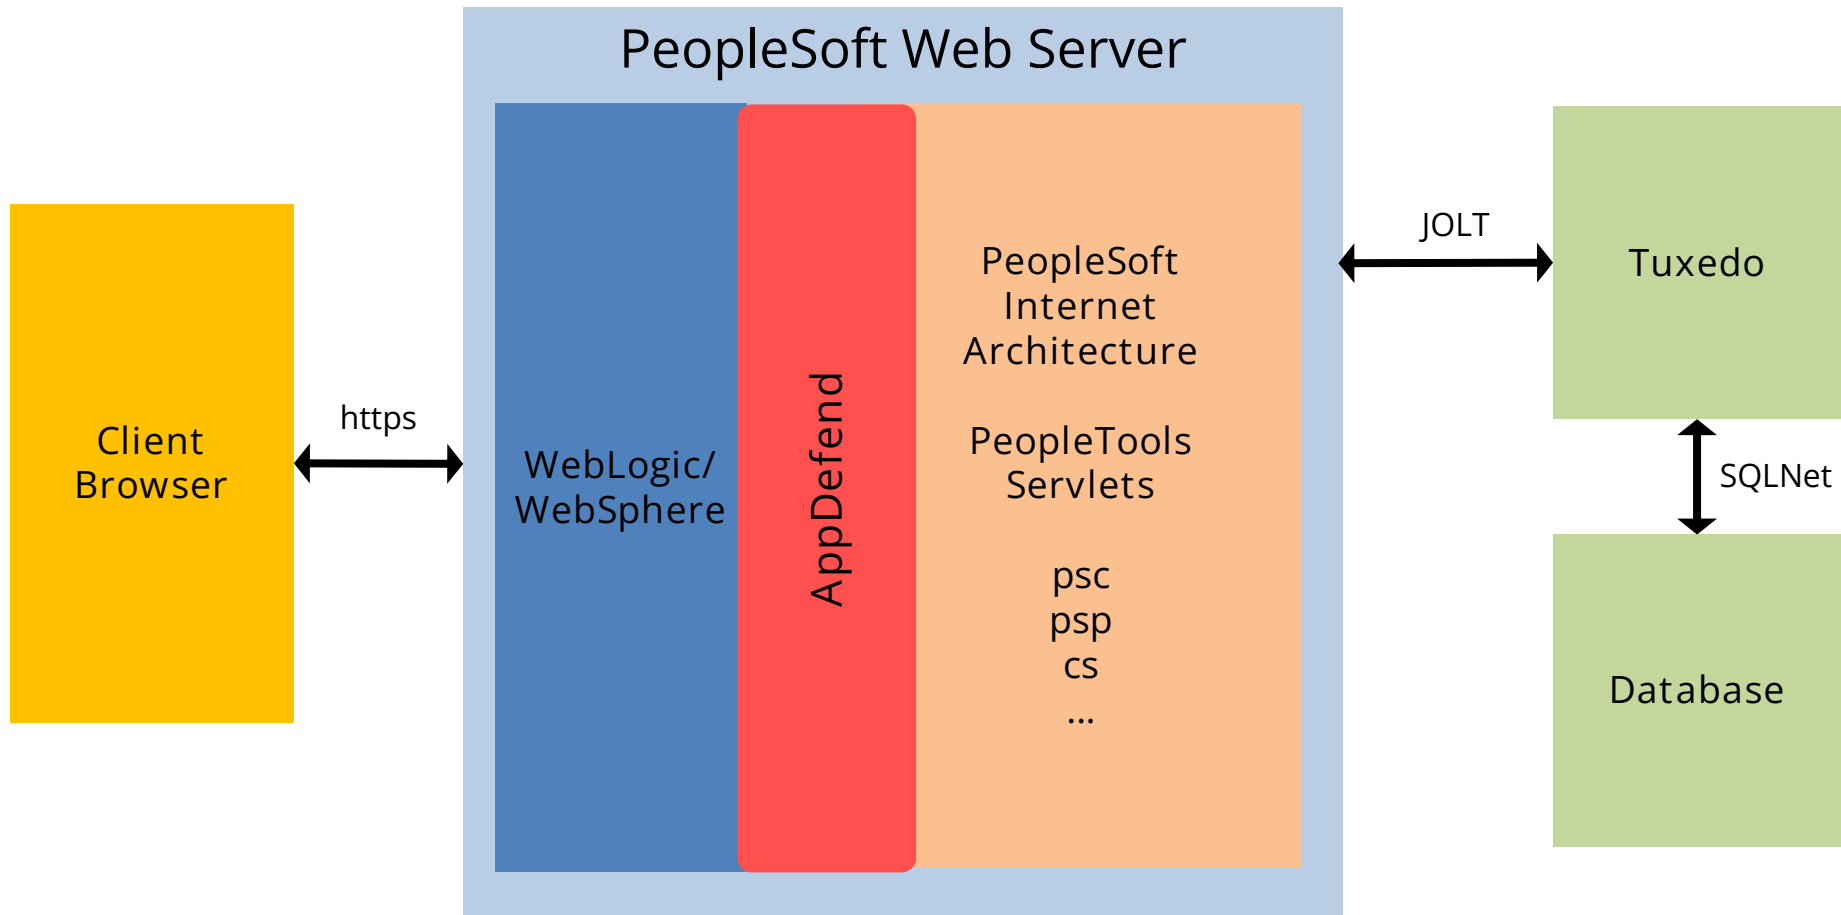 PeopleSoft Web Server
Client
Browser
https
WebLogic/
WebSphere
AppDefend
PeopleSoft
Internet
Architecture
PeopleTools
Servlets
psc
psp
cs
...
JOLT
Tuxedo
SQLNet
Database